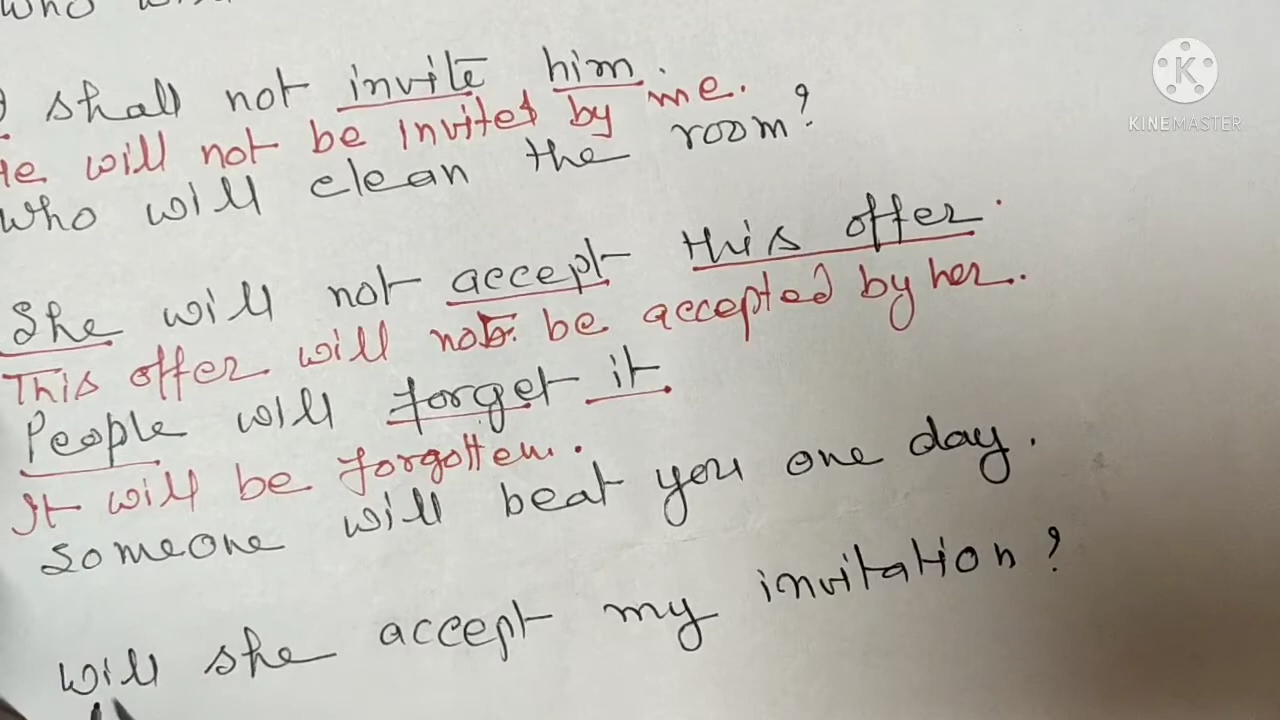 who
I shall not invite him.
He will not be invited by me.
who will clean the room?
She will not accept this offer.
This offer will not be accepted by her.
People will forget it
It will be forgotten.
someone will beat you one day.
will she accept my invitation?
KINEMASTER